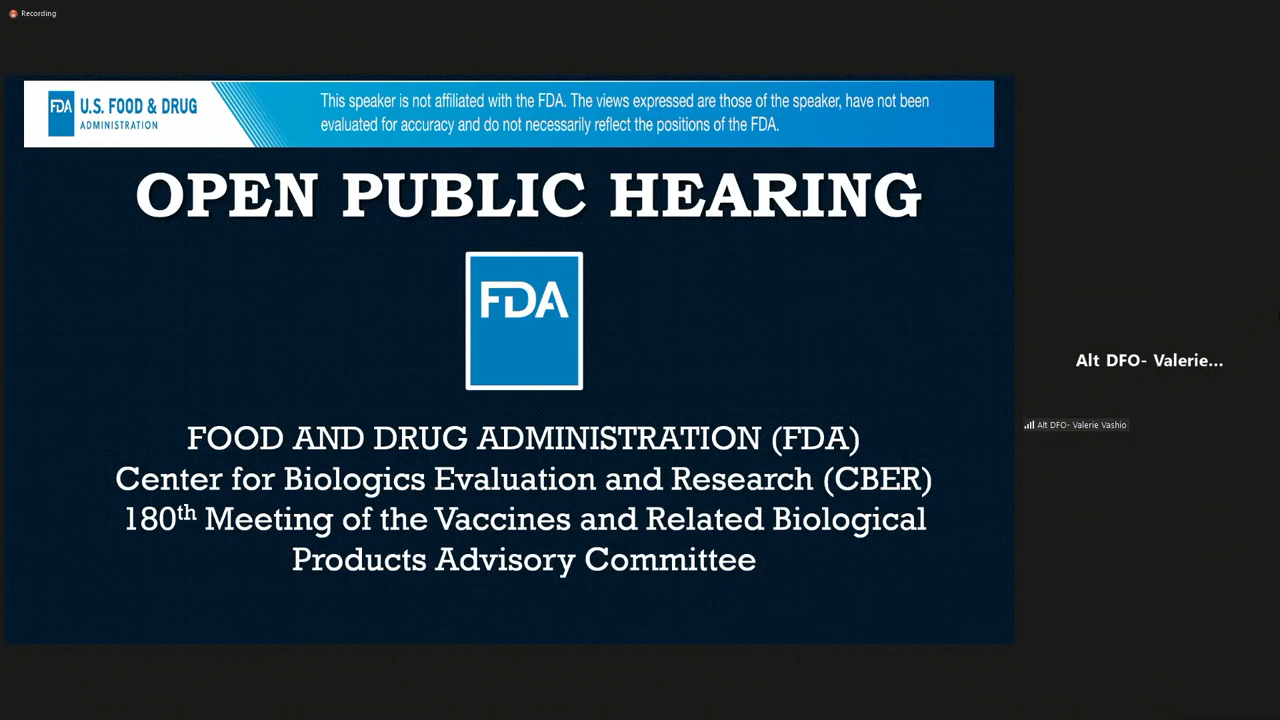 Recording
FDA U.S. FOOD & DRUG
ADMINISTRATION
This speaker is not affiliated with the FDA. The views expressed are those of the speaker, have not been
evaluated for accuracy and do not necessarily reflect the positions of the FDA.
OPEN PUBLIC HEARING
FDA
FOOD AND DRUG ADMINISTRATION (FDA)
Center for Biologics Evaluation and Research (CBER)
180th Meeting of the Vaccines and Related Biological
Products Advisory Committee
Alt DFO- Valerie...
Alt DFO- Valerie Vashio